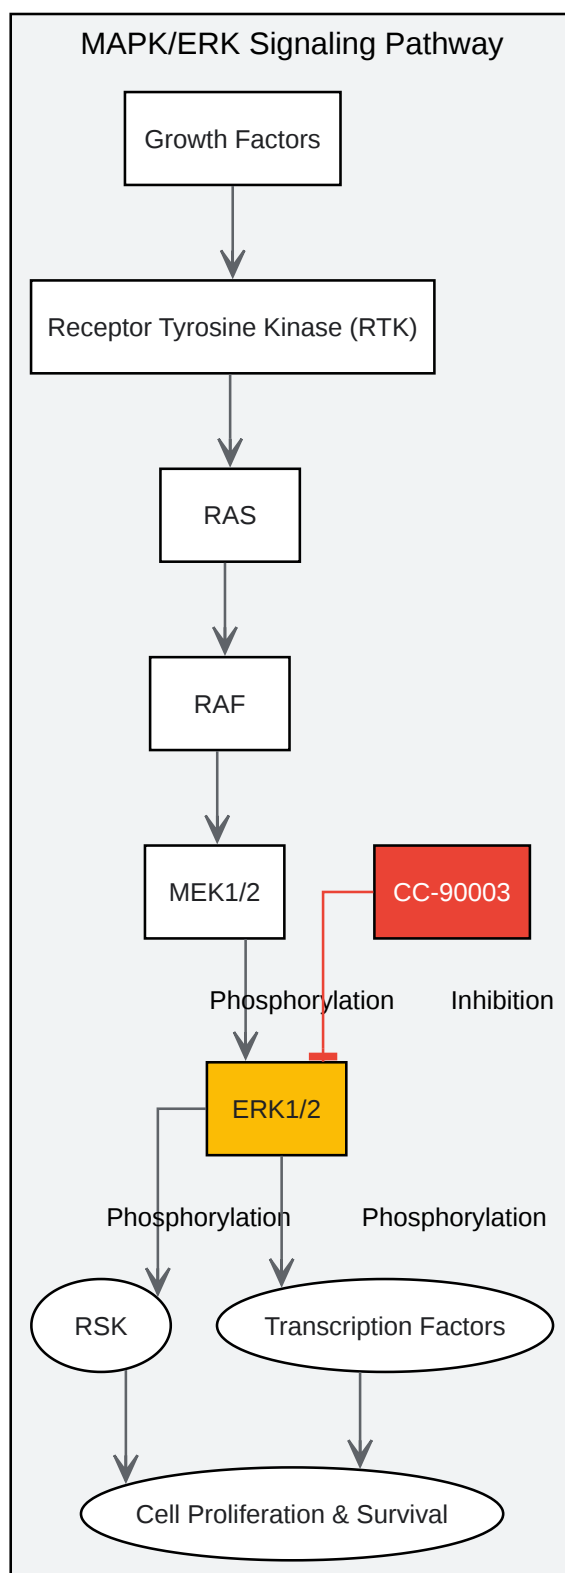 MAPK/ERK Signaling Pathway
Growth Factors
Receptor Tyrosine Kinase (RTK)
RAS
RAF
MEK1/2
CC-90003
Phosphorylation
Inhibition
ERK1/2
Phosphorylation
Phosphorylation
RSK
Transcription Factors
Cell Proliferation & Survival